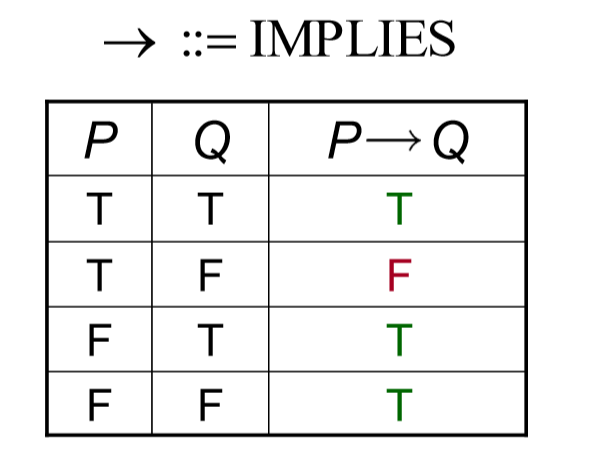 → ::= IMPLIES
P Q P→Q
T T T
T F F
F T T
F F T